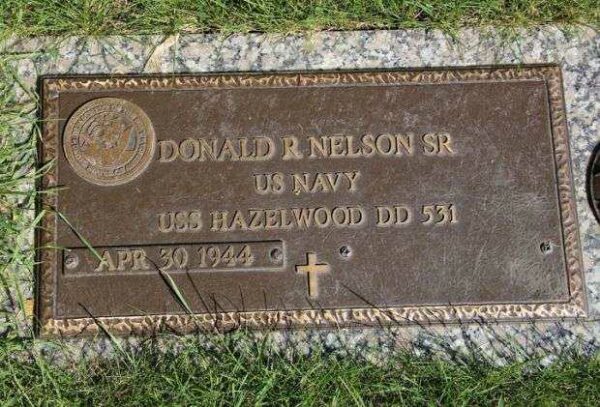 DONALD R NELSON SR
US NAVY
USS HAZELWOOD DD 531
APR 30 1944